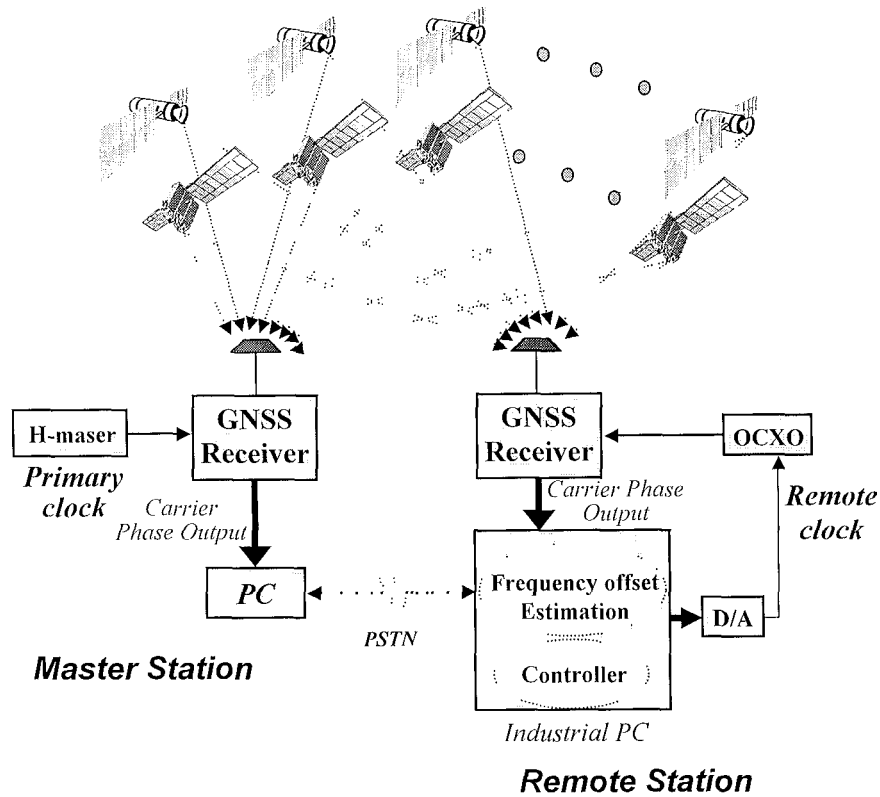 GNSS
Receiver
H-maser
Primary
clock
Carrier
Phase Output
PC
Master Station
PSTN
GNSS
Receiver
OCXO
Remote
clock
Carrier Phase
Output
Frequency offset
Estimation
Controller
D/A
Industrial PC
Remote Station